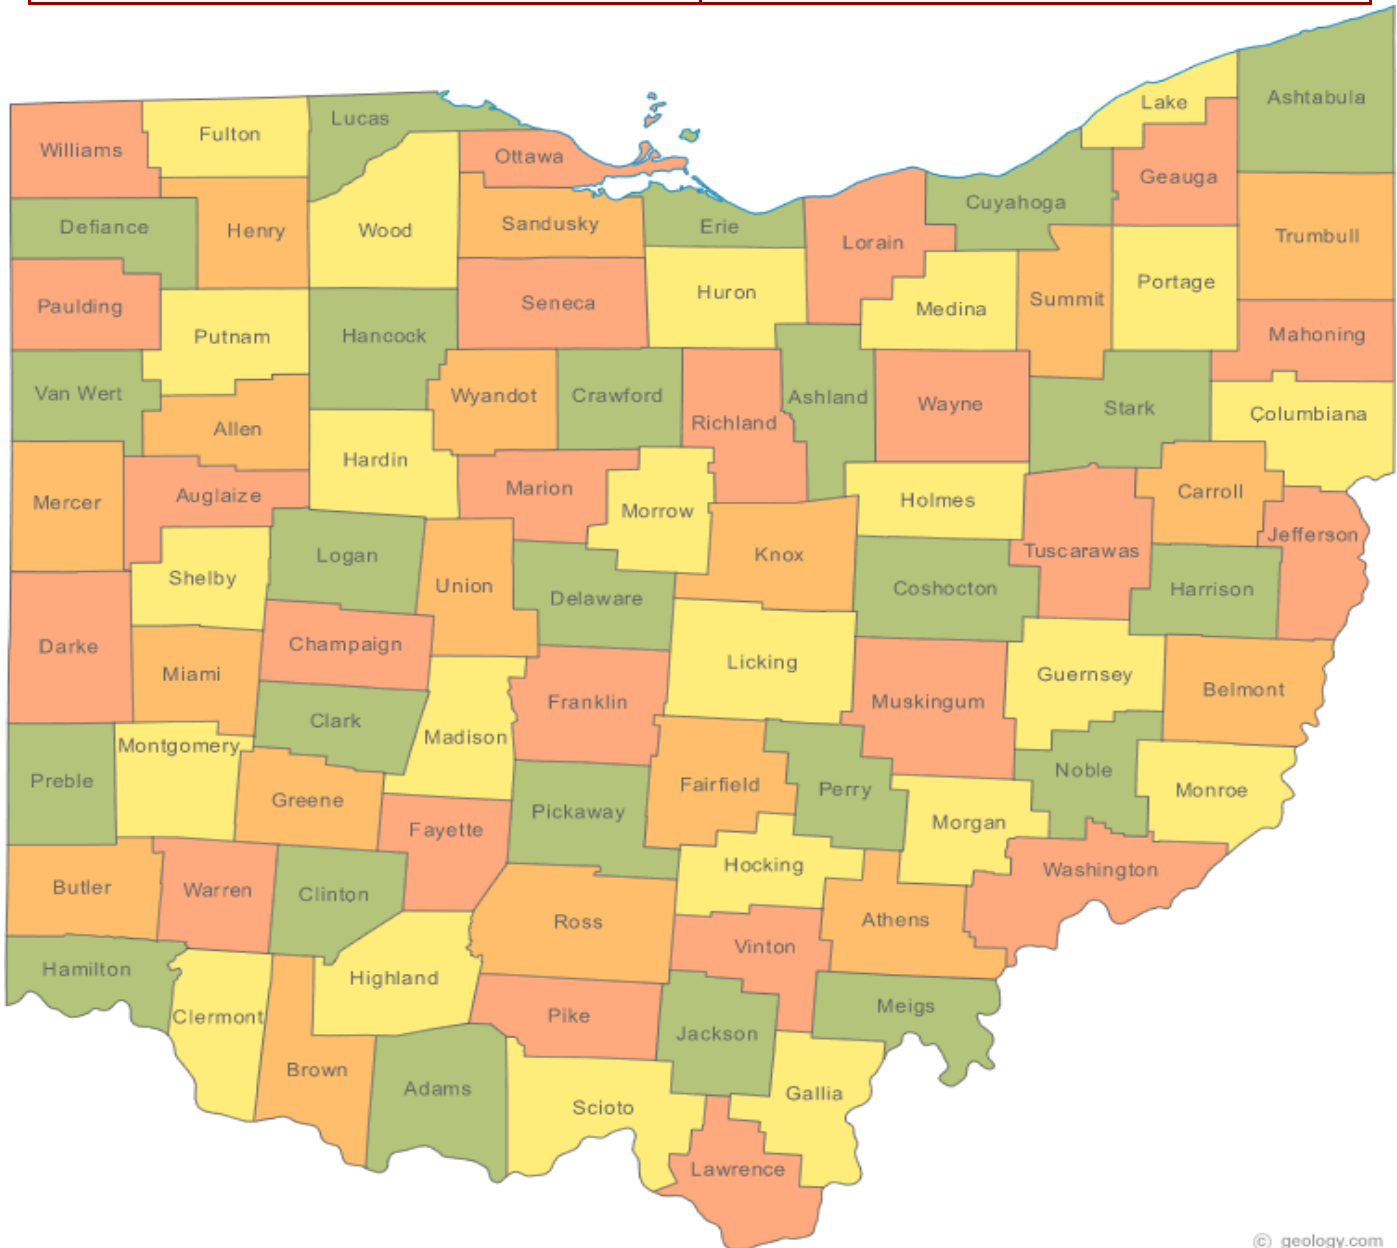 Lake
Ashtabula
Lucas
Fulton
Williams
Ottawa
Geauga
Cuyahoga
Defiance
Henry
Wood
Sandusky
Erie
Lorain
Trumbull
Paulding
Seneca
Huron
Medina
Summit
Portage
Putnam
Hancock
Mahoning
Van Wert
Wyandot
Crawford
Ashland
Wayne
Stark
Columbiana
Allen
Richland
Hardin
Mercer
Auglaize
Marion
Morrow
Holmes
Carroll
Jefferson
Logan
Knox
Tuscarawas
Shelby
Union
Delaware
Coshocton
Harrison
Darke
Champaign
Licking
Miami
Franklin
Muskingum
Guernsey
Belmont
Clark
Madison
Montgomery
Preble
Fairfield
Perry
Noble
Monroe
Greene
Pickaway
Fayette
Morgan
Hocking
Washington
Butler
Warren
Clinton
Ross
Athens
Vinton
Hamilton
Highland
Meigs
Clermont
Pike
Jackson
Brown
Adams
Scioto
Gallia
Lawrence
© geology.com